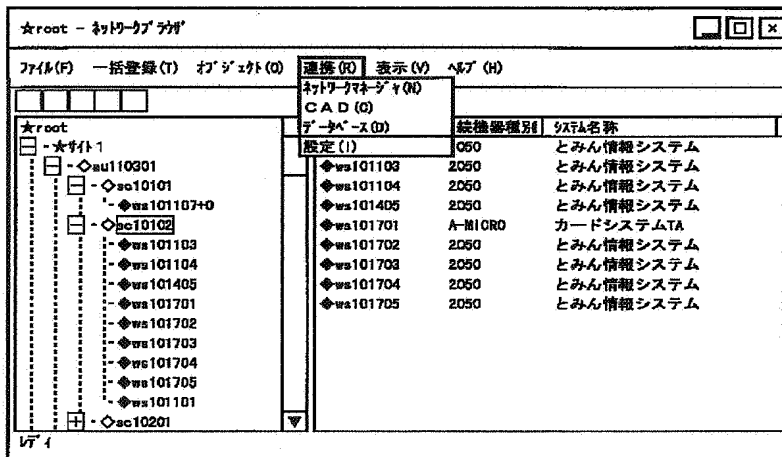 ☆root - ネットワークブラウザ
ファイル(F) 一括登録(T) オブジェクト(O) 連携(R) 表示(V) ヘルプ(H)
ネットワークマネージャ(N)
CAD(C)
データベース(D)
設定(I)
☆root
-☆サイト1
-◇su110301
-◇sc10101
-◆ws101107+0
-◇sc10102
-◆ws101103
-◆ws101104
-◆ws101405
-◆ws101701
-◆ws101702
-◆ws101703
-◆ws101704
-◆ws101705
-◆ws101101
-◇sc10201
続機器種別 システム名称
2050 とみん情報システム
◆ws101103 2050 とみん情報システム
◆ws101104 2050 とみん情報システム
◆ws101405 2050 とみん情報システム
◆ws101701 A-MICRO カードシステムTA
◆ws101702 2050 とみん情報システム
◆ws101703 2050 とみん情報システム
◆ws101704 2050 とみん情報システム
◆ws101705 2050 とみん情報システム
レディ